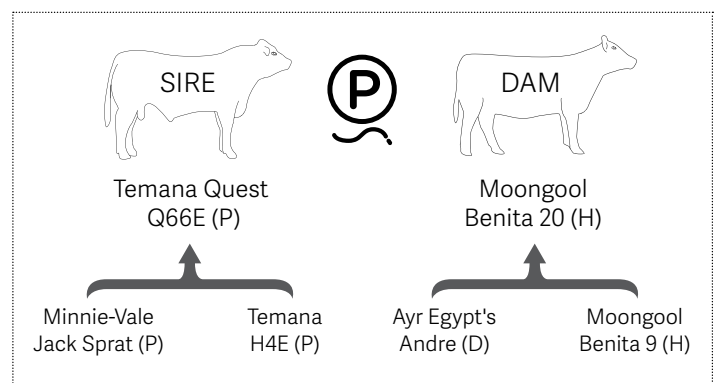 SIRE
P
DAM
Temana Quest
Q66E (P)
Moongool
Benita 20 (H)
Minnie-Vale
Jack Sprat (P)
Temana
H4E (P)
Ayr Egypt's
Andre (D)
Moongool
Benita 9 (H)